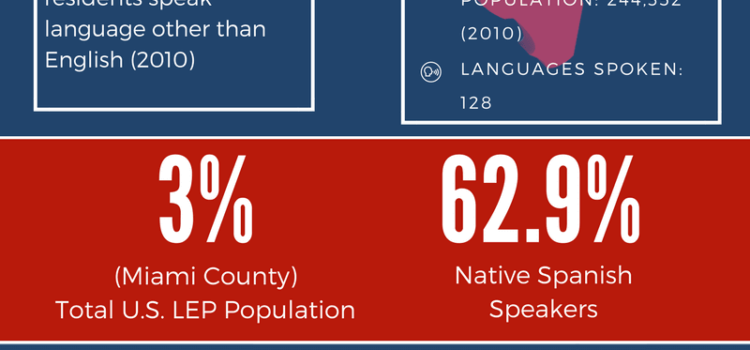 residents speak
language other than
English (2010)
POPULATION: 244,332
(2010)
LANGUAGES SPOKEN:
128
3%
(Miami County)
Total U.S. LEP Population
62.9%
Native Spanish
Speakers